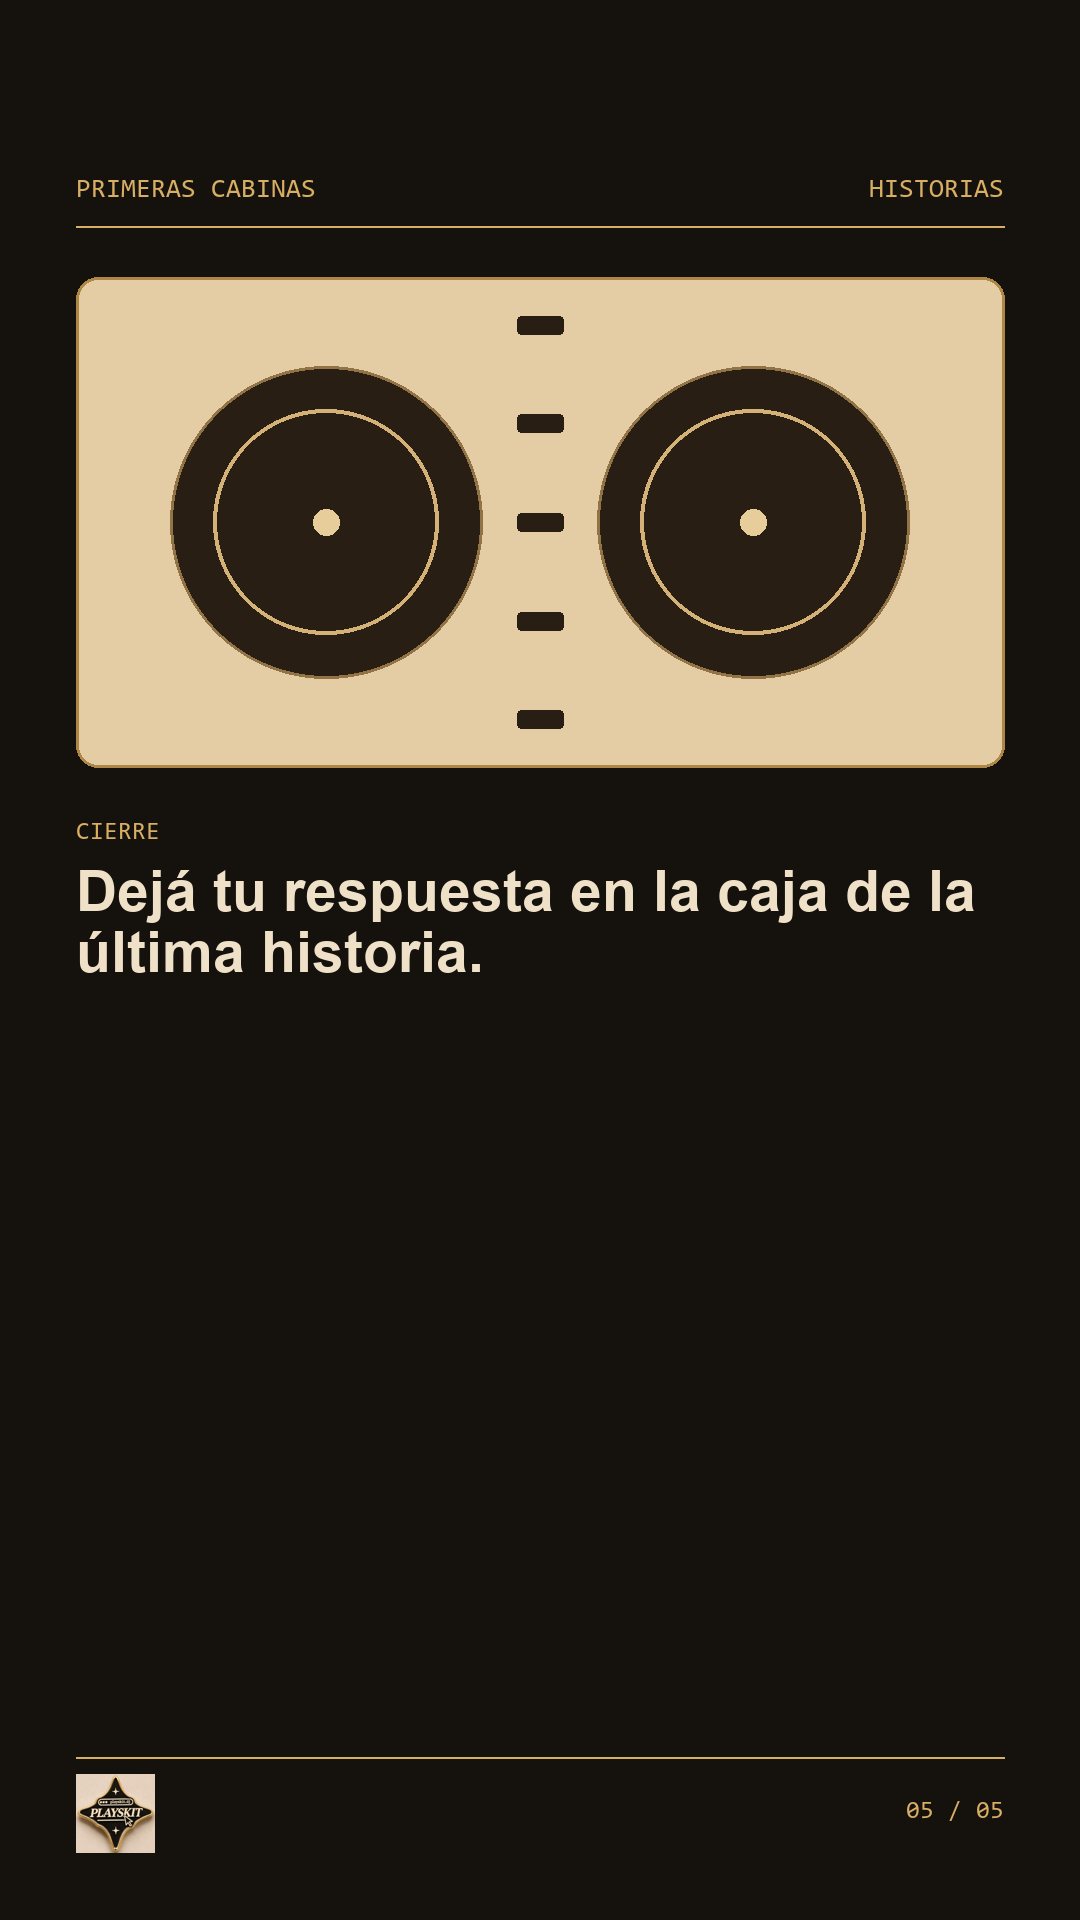 PRIMERAS CABINAS
HISTORIAS
CIERRE
Dejá tu respuesta en la caja de la
última historia.
PLAYSKIT
05 / 05